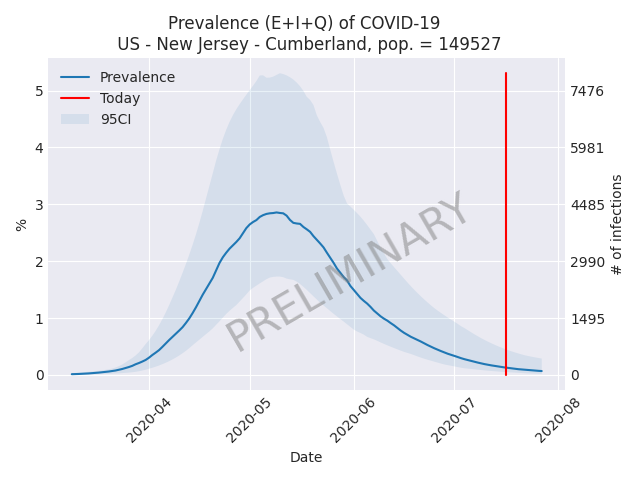 Prevalence (E+I+Q) of COVID-19
US - New Jersey - Cumberland, pop. = 149527
Prevalence
Today
95CI
5
4
3
2
1
0
%
7476
5981
4485
2990
1495
0
# of infections
PRELIMINARY
2020-04
2020-05
2020-06
2020-07
2020-08
Date